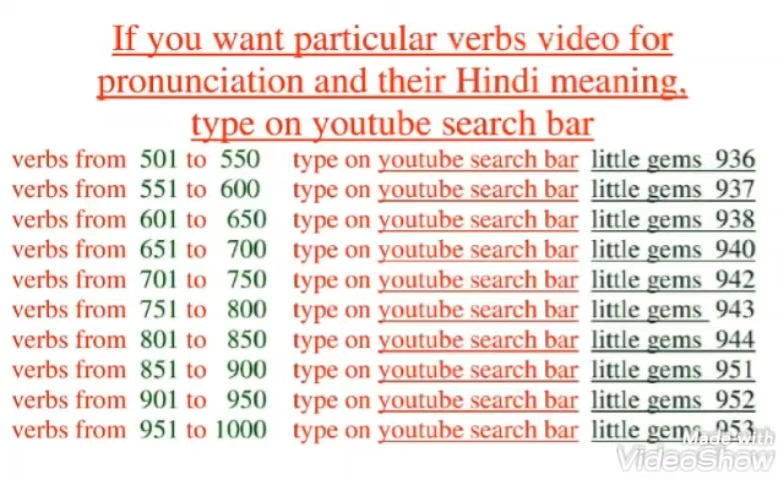 If you want particular verbs video for
pronunciation and their Hindi meaning,
type on youtube search bar
verbs from 501 to 550 type on youtube search bar little gems 936
verbs from 551 to 600 type on youtube search bar little gems 937
verbs from 601 to 650 type on youtube search bar little gems 938
verbs from 651 to 700 type on youtube search bar little gems 940
verbs from 701 to 750 type on youtube search bar little gems 942
verbs from 751 to 800 type on youtube search bar little gems 943
verbs from 801 to 850 type on youtube search bar little gems 944
verbs from 851 to 900 type on youtube search bar little gems 951
verbs from 901 to 950 type on youtube search bar little gems 952
verbs from 951 to 1000 type on youtube search bar little gems 953
Made with
VideoShow